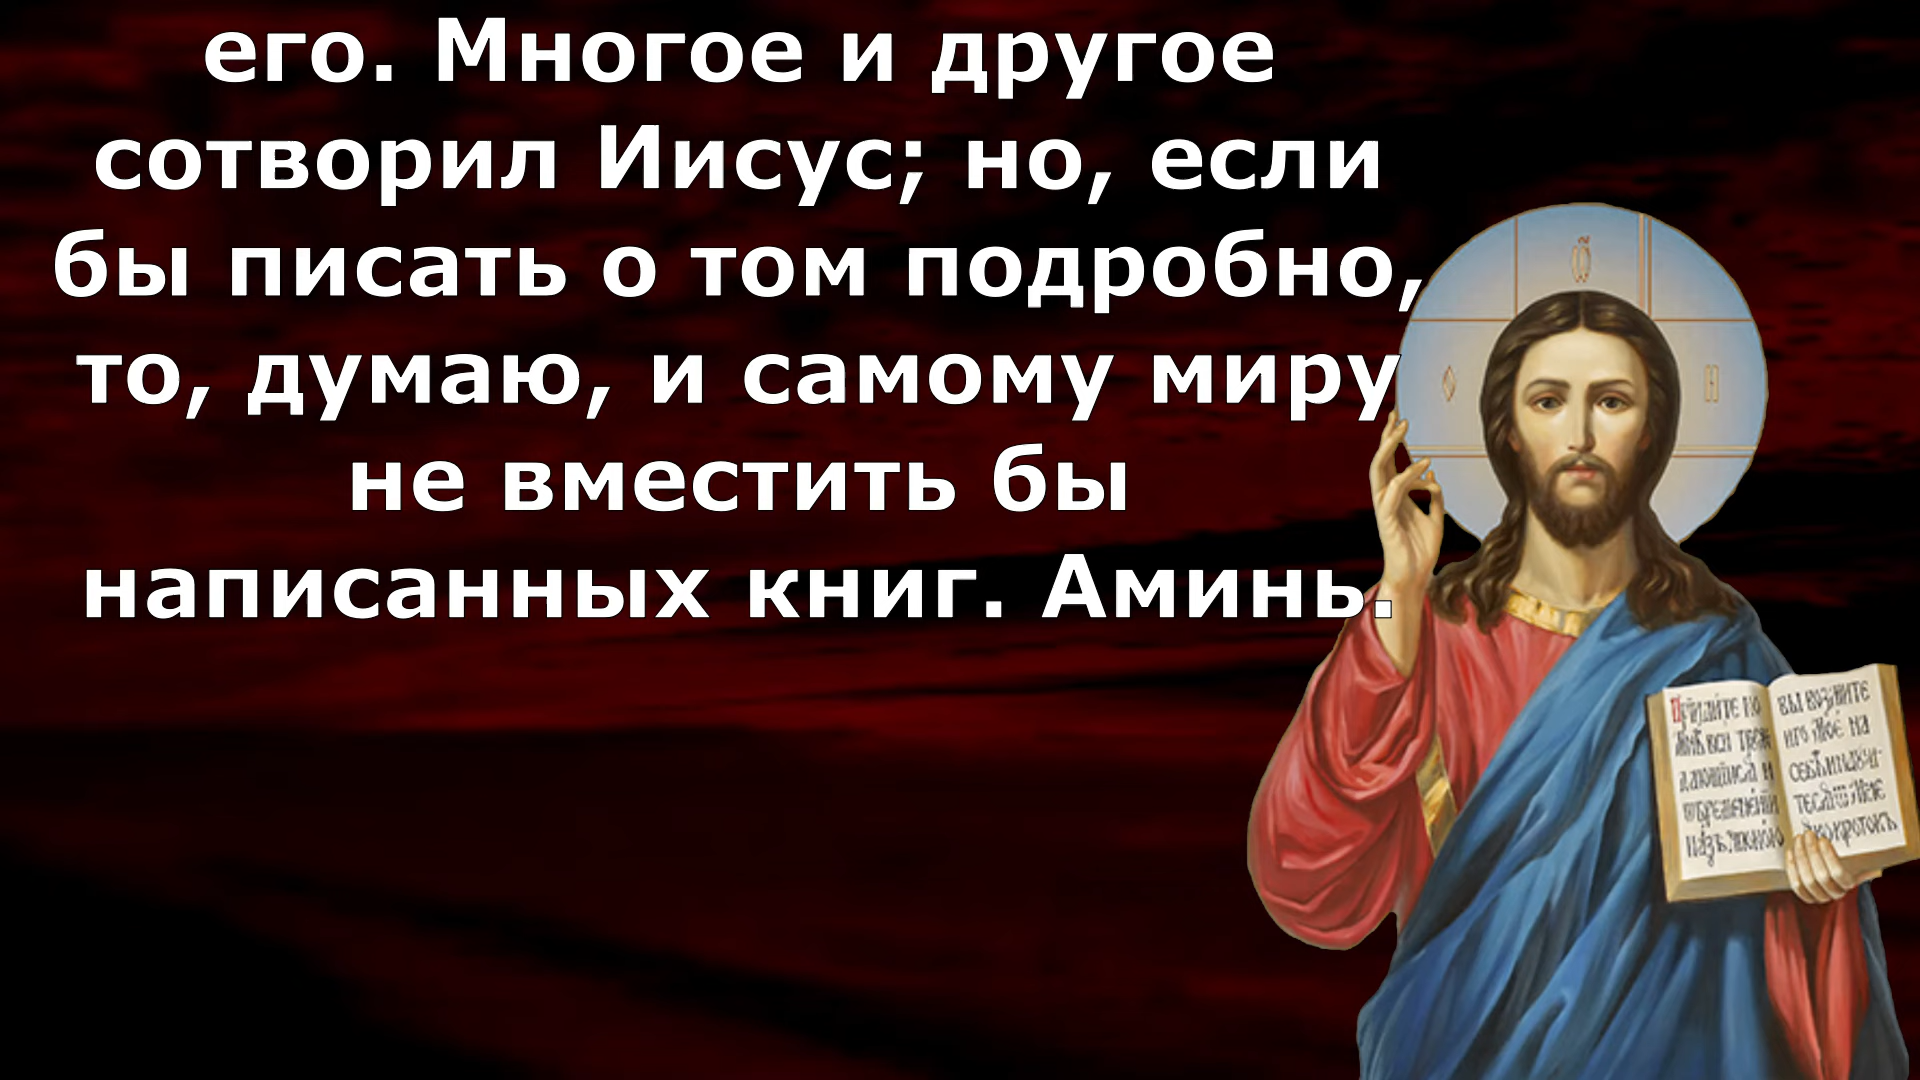 его. Многое и другое
сотворил Иисус; но, если
бы писать о том подробно,
то, думаю, и самому миру
не вместить бы
написанных книг. Аминь.